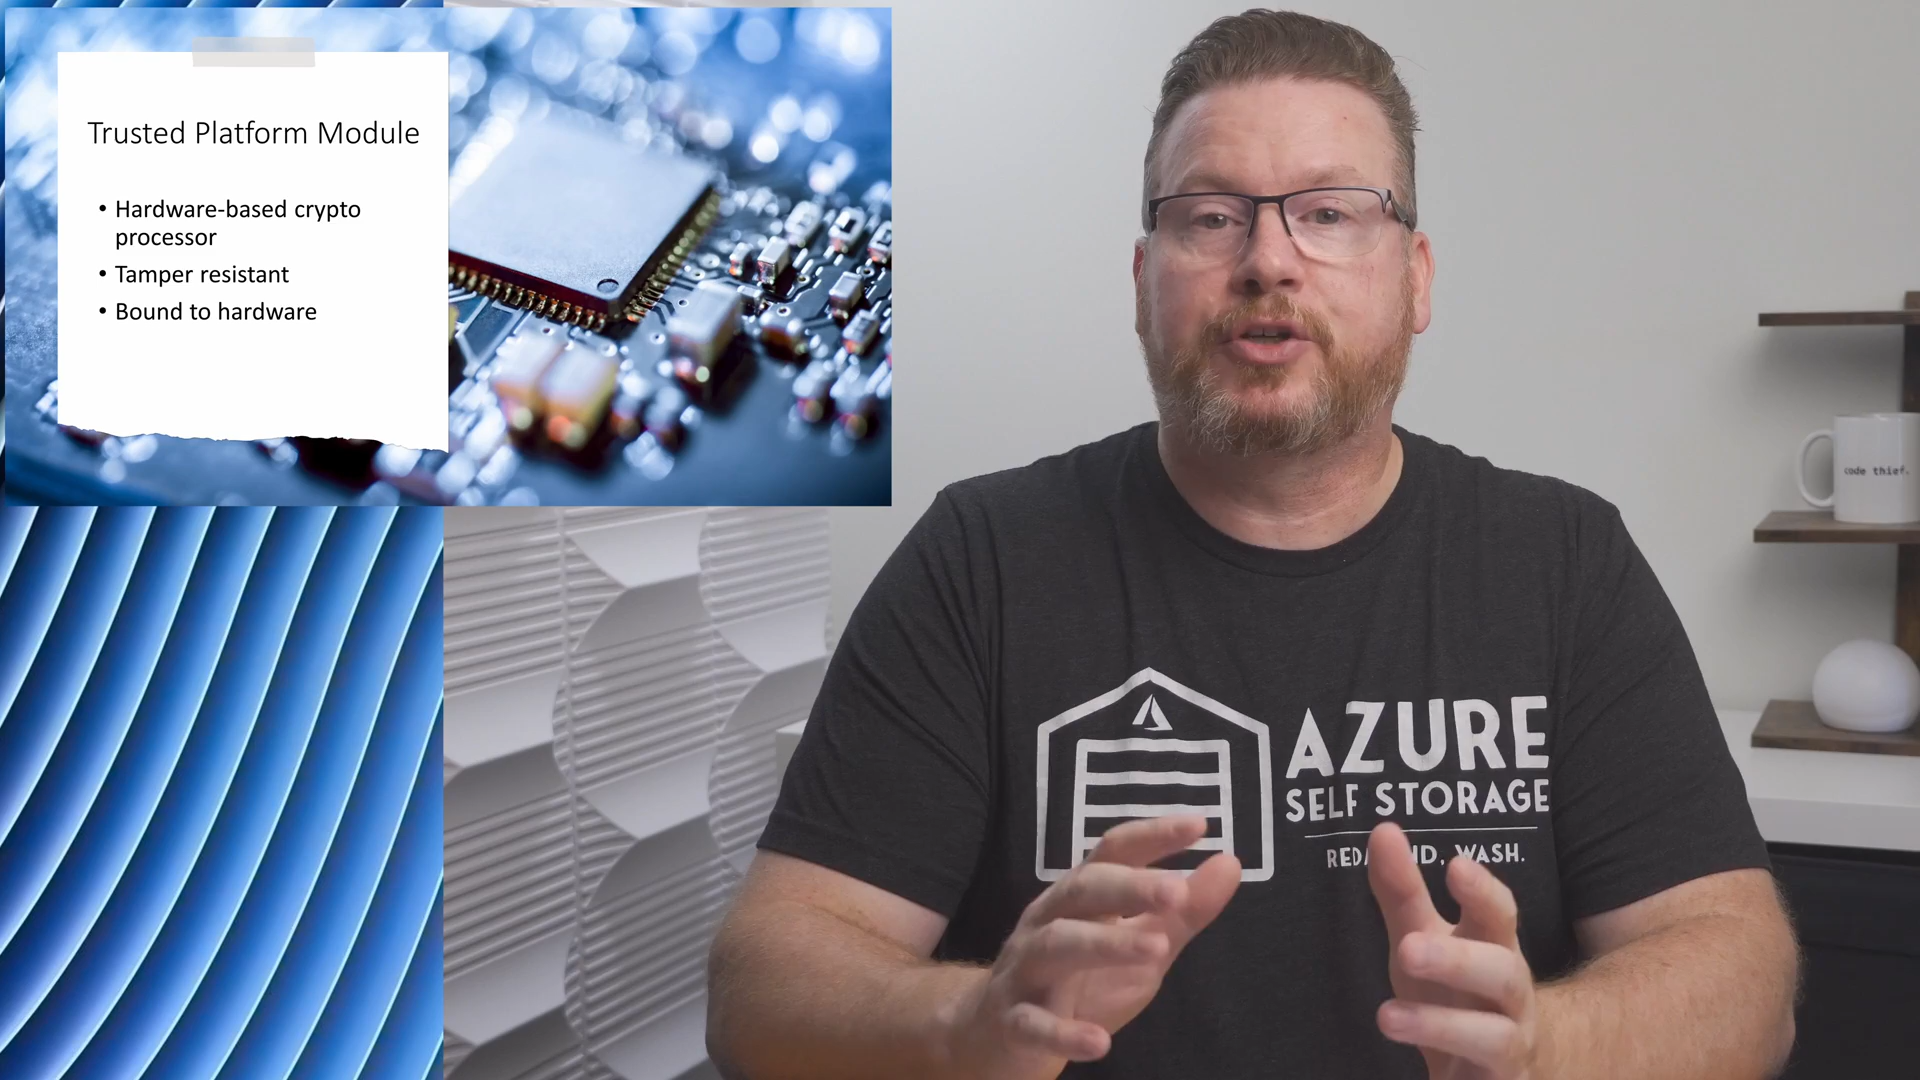 Trusted Platform Module
• Hardware-based crypto
processor
• Tamper resistant
• Bound to hardware
code thief.
AZURE
SELF STORAGE
WASH.